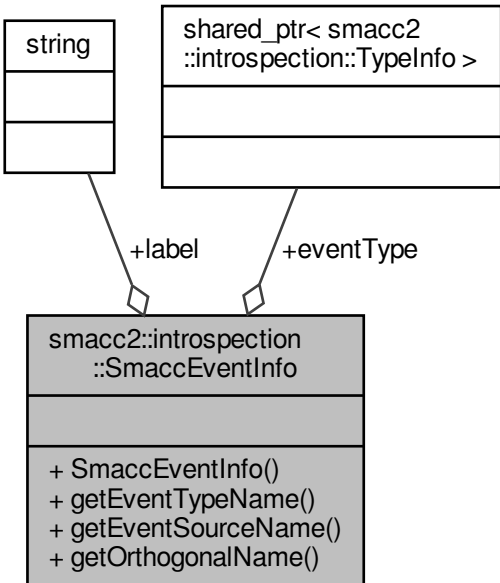 string
shared_ptr< smacc2
::introspection::TypeInfo >
+label
+eventType
smacc2::introspection
::SmaccEventInfo
+ SmaccEventInfo()
+ getEventTypeName()
+ getEventSourceName()
+ getOrthogonalName()